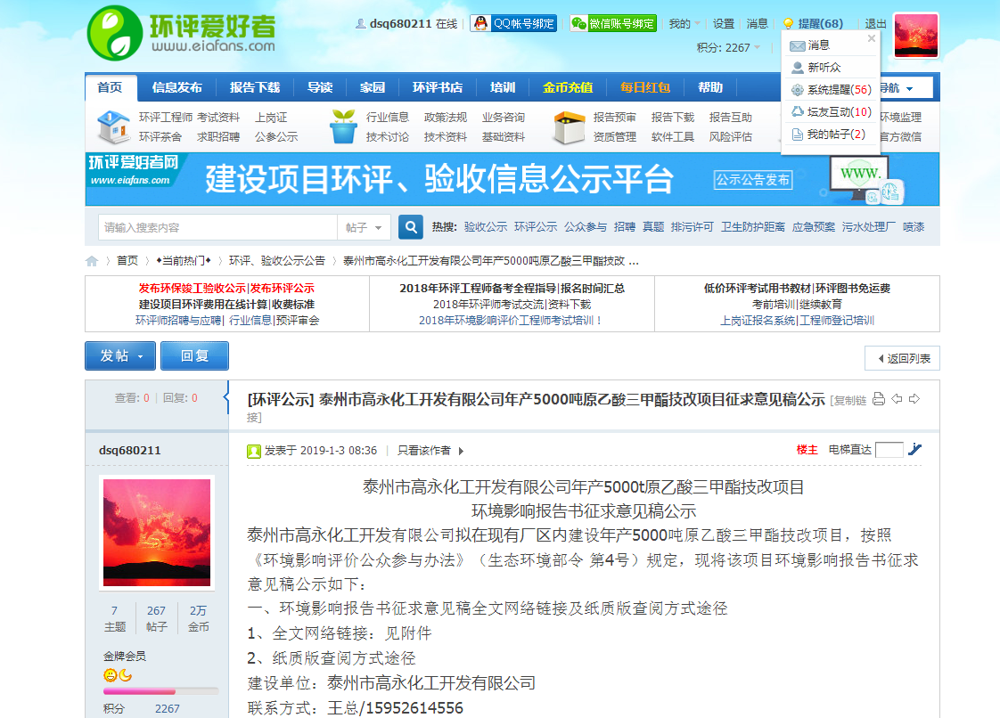 环评爱好者
www.eiafans.com
dsq680211 在线 QQ帐号绑定 微信账号绑定 我的 设置 消息 提醒(68) 退出
积分: 2267
消息
新听众
系统提醒(56)
坛友互动(10)
我的帖子(2)
首页 信息发布 报告下载 导读 家园 环评书店 培训 金币充值 每日红包 帮助 导航
环评工程师 考试资料 上岗证 行业信息 政策法规 业务咨询 报告预审 报告下载 报告互助 环境监理
环评茶舍 求职招聘 公参公示 技术讨论 技术资料 基础资料 资质管理 软件工具 风险评估 官方微信
环评爱好者网
www.eiafans.com
建设项目环评、验收信息公示平台
公示公告发布
WWW.
请输入搜索内容 帖子 热搜: 验收公示 环评公示 公众参与 招聘 真题 排污许可 卫生防护距离 应急预案 污水处理厂 喷漆
首页 ♦当前热门♦ 环评、验收公示公告 泰州市高永化工开发有限公司年产5000吨原乙酸三甲酯技改 ...
发布环保竣工验收公示|发布环评公示
建设项目环评费用在线计算|收费标准
环评师招聘与应聘| 行业信息|预评审会
2018年环评工程师备考全程指导|报名时间汇总
2018年环评师考试交流|资料下载
2018年环境影响评价工程师考试培训！
低价环评考试用书教材|环评图书免运费
考前培训|继续教育
上岗证报名系统|工程师登记培训
发帖 回复 返回列表
查看: 0 | 回复: 0
[环评公示] 泰州市高永化工开发有限公司年产5000吨原乙酸三甲酯技改项目征求意见稿公示 [复制链
接]
dsq680211
发表于 2019-1-3 08:36 | 只看该作者
楼主 电梯直达
7 267 2万
主题 帖子 金币
金牌会员
积分 2267
泰州市高永化工开发有限公司年产5000t原乙酸三甲酯技改项目
环境影响报告书征求意见稿公示
泰州市高永化工开发有限公司拟在现有厂区内建设年产5000吨原乙酸三甲酯技改项目，按照
《环境影响评价公众参与办法》（生态环境部令 第4号）规定，现将该项目环境影响报告书征求
意见稿公示如下：
一、环境影响报告书征求意见稿全文网络链接及纸质版查阅方式途径
1、全文网络链接：见附件
2、纸质版查阅方式途径
建设单位：泰州市高永化工开发有限公司
联系方式：王总/15952614556